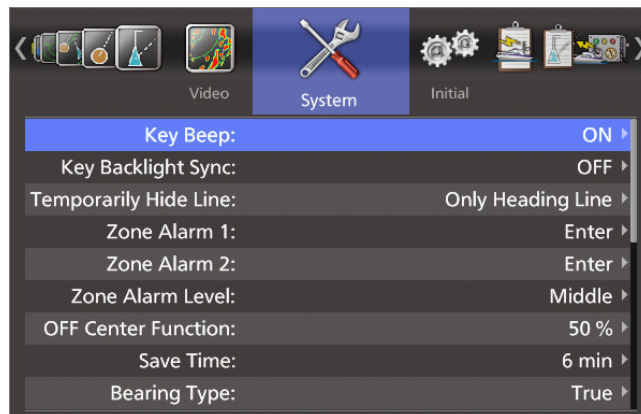 Video
System
Initial
Key Beep: ON
Key Backlight Sync: OFF
Temporarily Hide Line: Only Heading Line
Zone Alarm 1: Enter
Zone Alarm 2: Enter
Zone Alarm Level: Middle
OFF Center Function: 50 %
Save Time: 6 min
Bearing Type: True